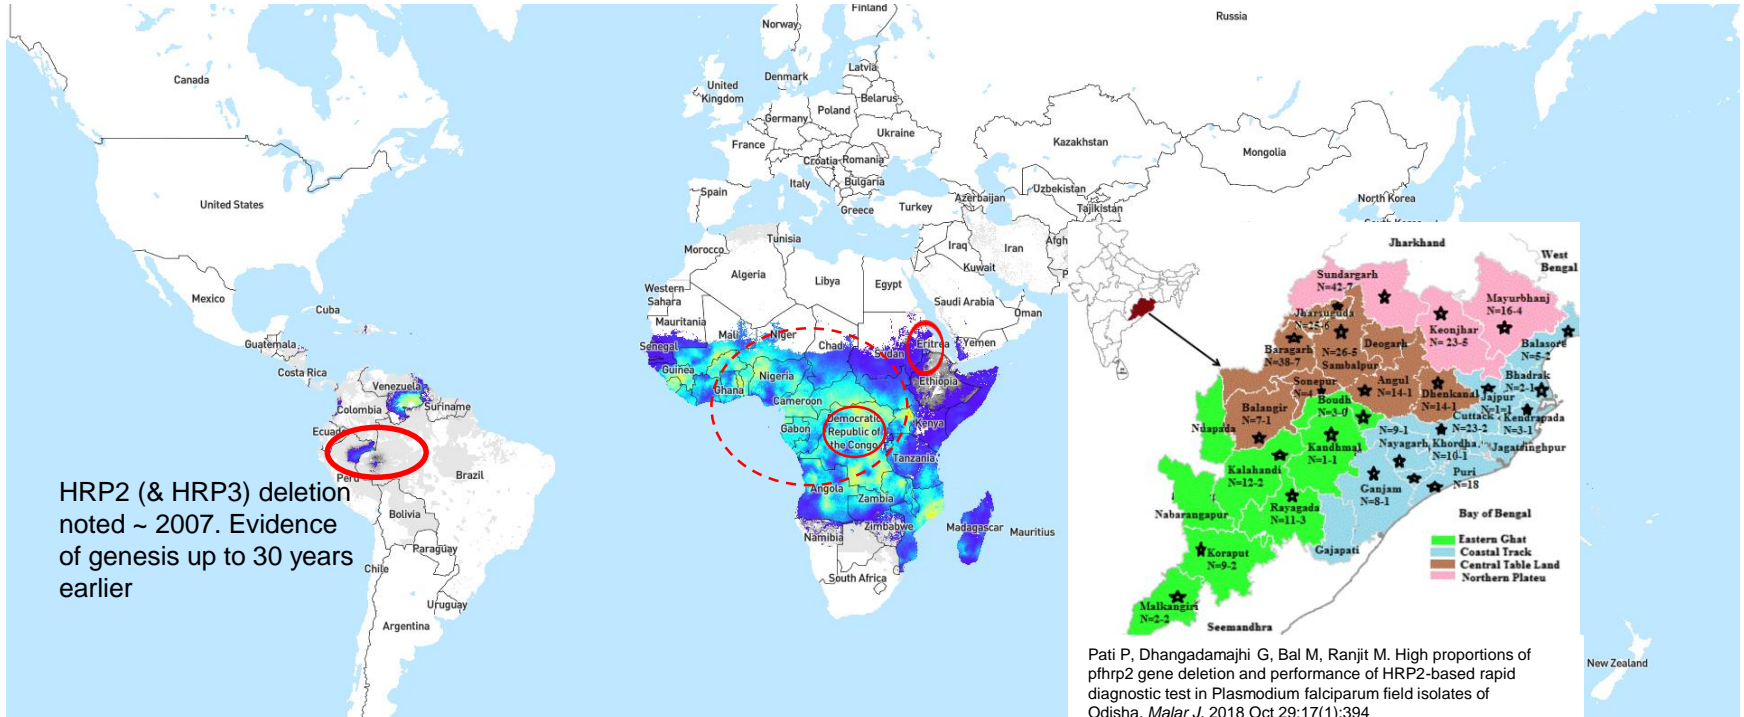 Finland
Russia
Norway
Canada
Latvia
United
Kingdom
Denmark
Belarus
Poland
Germany
Ukraine
France
Kazakhstan
Croatia
Romania
Mongolia
Italy
Bulgaria
Spain
Uzbekistan
Azerbaijan
Greece
Turkey
Tajikistan
North Korea
United States
Tunisia
Morocco
Iraq
Iran
Afgh
Kuwait
Algeria
Libya
Egypt
Western
Sahara
Saudi Arabia
Mexico
Cuba
Oman
Mauritania
Mali
Niger
Chad
Sudan
Eritrea
Yemen
Senegal
Guatemala
Guinea
Nigeria
Ghana
Ethiopia
Costa Rica
Venezuela
Suriname
Colombia
Cameroon
Democratic
Republic of
the Congo
Gabon
Kenya
Ecuad
Tanzania
Peru
Brazil
Angola
Zambia
Bolivia
Zimbabwe
Madagascar
Mauritius
Namibia
Paraguay
Chile
South Africa
Uruguay
Argentina
New Zealand
HRP2 (& HRP3) deletion
noted ~ 2007. Evidence
of genesis up to 30 years
earlier
Jharkhand
West
Bengal
Sundargarh
N=42-7
Mayurbhanj
N=16-4
Jharsuguda
N=25-6
Keonjhar
N= 23-5
Balasore
N=5-2
Baragarh
N=38-7
Deogarh
N=26-5
Sambalpur
Bhadrak
N=2-1
Sonepur
N=4
Angul
N=14-1
Dhenkanal
N=14-1
Jajpur
N=1-1
Boudh
N=3-0
Balangir
N=7-1
Cuttack
N=23-2
Kendrapada
N=3-1
Nuapada
N=9-1
Nayagarh
Khordha
N=10-1
Jagatsinghpur
Kandhmal
N=1-1
Kalahandi
N=12-2
Puri
N=18
Ganjam
N=8-1
Rayagada
N=11-3
Nabarangapur
Bay of Bengal
Gajapati
Koraput
N=9-2
Malkangiri
N=2-2
Seemandhra
Eastern Ghat
Coastal Track
Central Table Land
Northern Plateu
Pati P, Dhangadamajhi G, Bal M, Ranjit M. High proportions of
pfhrp2 gene deletion and performance of HRP2-based rapid
diagnostic test in Plasmodium falciparum field isolates of
Odisha. Malar J. 2018 Oct 29;17(1):394